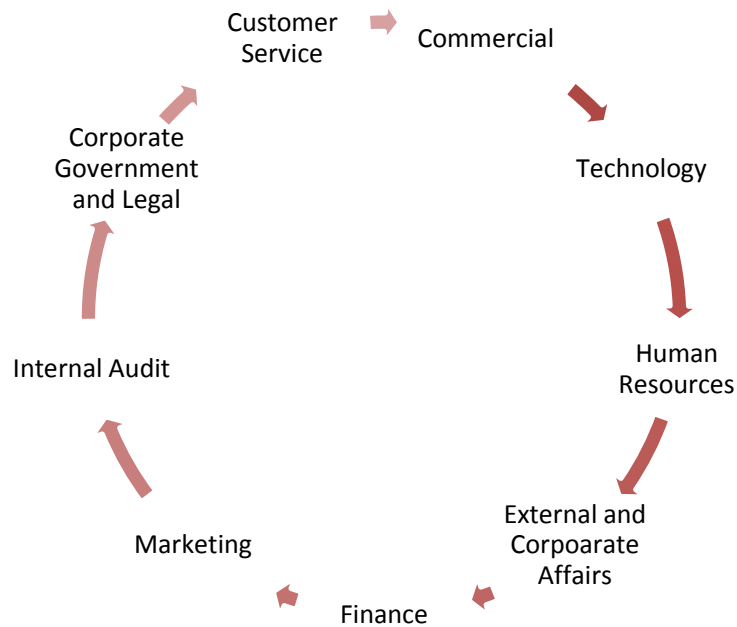 Customer
Service
Commercial
Technology
Human
Resources
External and
Corpoarate
Affairs
Finance
Marketing
Internal Audit
Corporate
Government
and Legal